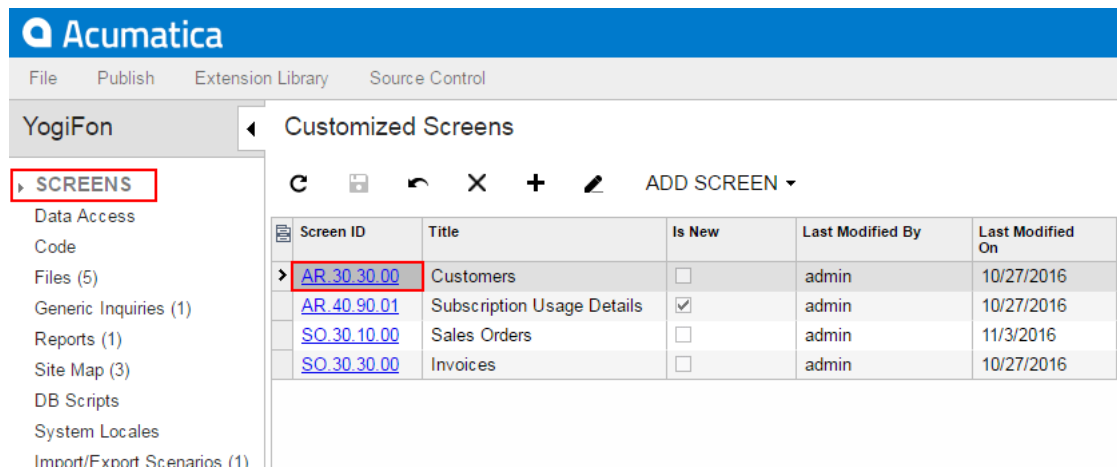 Acumatica
File Publish Extension Library Source Control
YogiFon
Customized Screens
SCREENS
Data Access
Code
Files (5)
Generic Inquiries (1)
Reports (1)
Site Map (3)
DB Scripts
System Locales
Import/Export Scenarios (1)
ADD SCREEN
Screen ID Title Is New Last Modified By Last Modified On
AR.30.30.00 Customers admin 10/27/2016
AR.40.90.01 Subscription Usage Details admin 10/27/2016
SO.30.10.00 Sales Orders admin 11/3/2016
SO.30.30.00 Invoices admin 10/27/2016